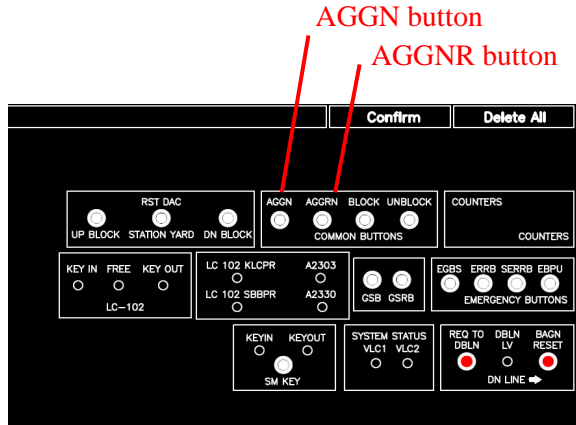 AGGN button
AGGNR button
Confirm Delete All
RST DAC
UP BLOCK STATION YARD DN BLOCK
AGGN AGGRN BLOCK UNBLOCK
COMMON BUTTONS
COUNTERS
COUNTERS
KEY IN FREE KEY OUT
LC-102
LC 102 KLCPR A2303
LC 102 SBBPR A2330
GSB GSRB
EGBS ERRB SERRB EBPU
EMERGENCY BUTTONS
KEYIN KEYOUT
SM KEY
SYSTEM STATUS
VLC1 VLC2
REQ TO DBLN BAGN
DBLN LV RESET
DN LINE ➡